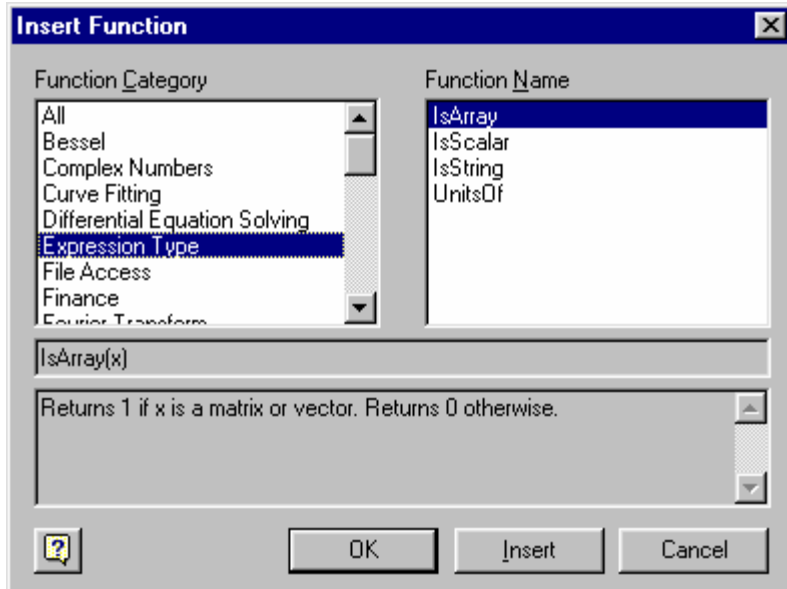 Insert Function
Function Category
All
Bessel
Complex Numbers
Curve Fitting
Differential Equation Solving
Expression Type
File Access
Finance
Fourier Transform
Function Name
IsArray
IsScalar
IsString
UnitsOf
IsArray(x)
Returns 1 if x is a matrix or vector. Returns 0 otherwise.
?
OK
Insert
Cancel